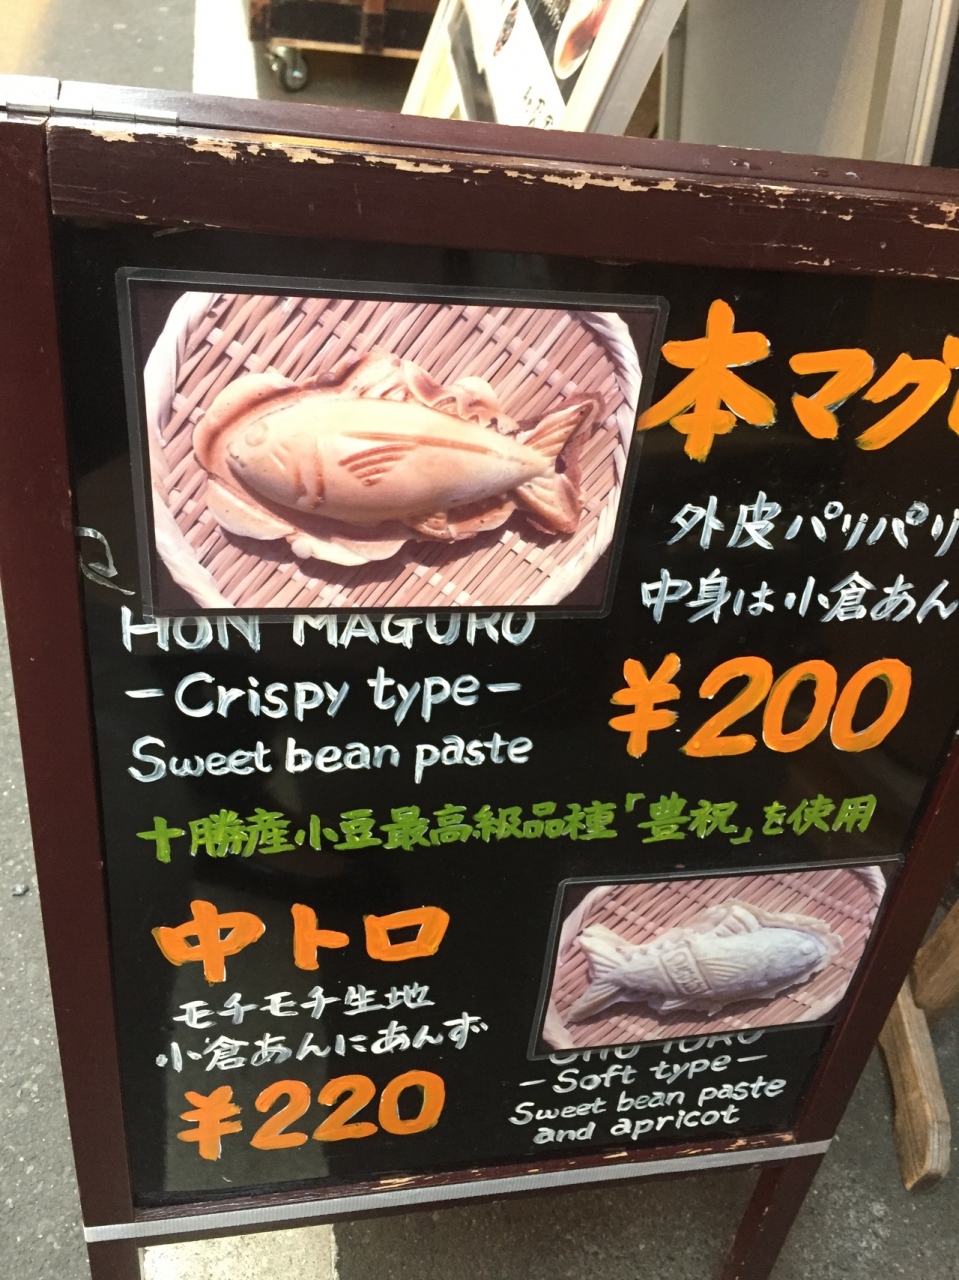 本マグ
外皮パリパリ
中身は小倉あん
¥200
HON MAGURO
-Crispy type-
Sweet bean paste
十勝産小豆最高級品種「豊祝」を使用
中トロ
モチモチ生地
小倉あんにあんず
¥220
CHU TORO
-Soft type-
Sweet bean paste
and apricot